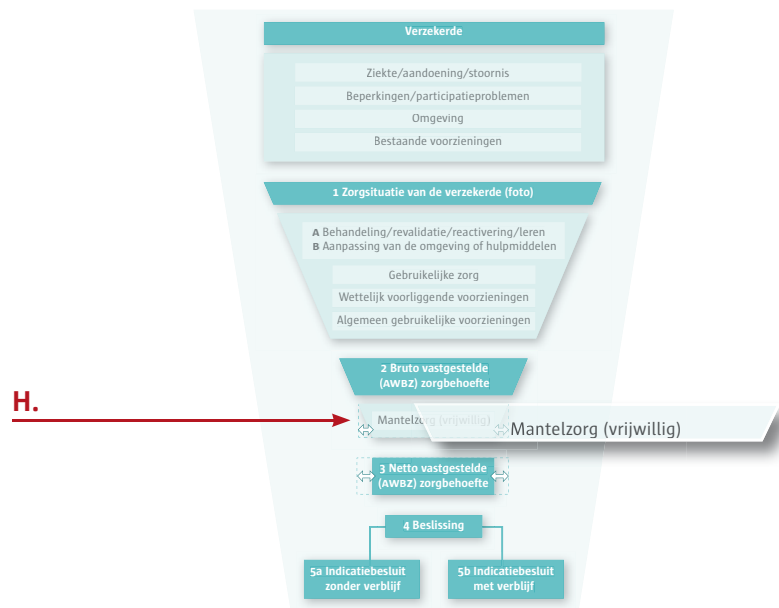 Verzekerde
Ziekte/aandoening/stoornis
Beperkingen/participatieproblemen
Omgeving
Bestaande voorzieningen
1 Zorgsituatie van de verzekerde (foto)
A Behandeling/revalidatie/reactivering/leren
B Aanpassing van de omgeving of hulpmiddelen
Gebruikelijke zorg
Wettelijk voorliggende voorzieningen
Algemeen gebruikelijke voorzieningen
2 Bruto vastgestelde
(AWBZ) zorgbehoefte
H.
Mantelzorg (vrijwillig)
Mantelzorg (vrijwillig)
3 Netto vastgestelde
(AWBZ) zorgbehoefte
4 Beslissing
5a Indicatiebesluit
zonder verblijf
5b Indicatiebesluit
met verblijf